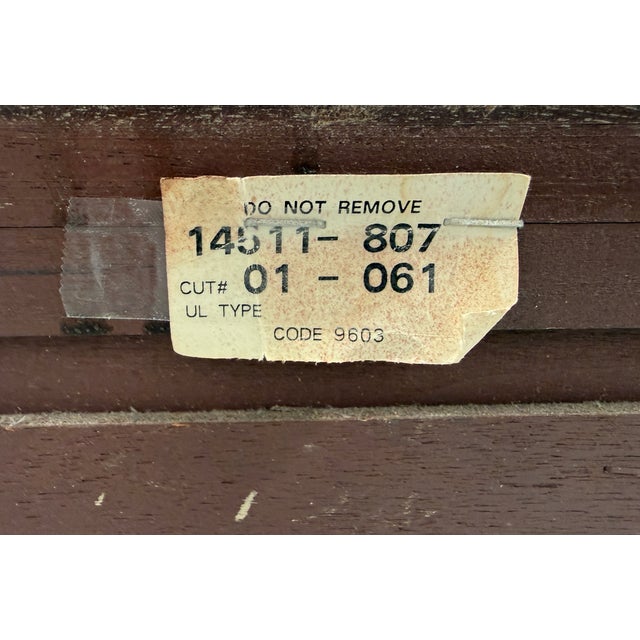 DO NOT REMOVE
14511- 807
CUT# 01 - 061
UL TYPE
CODE 9603